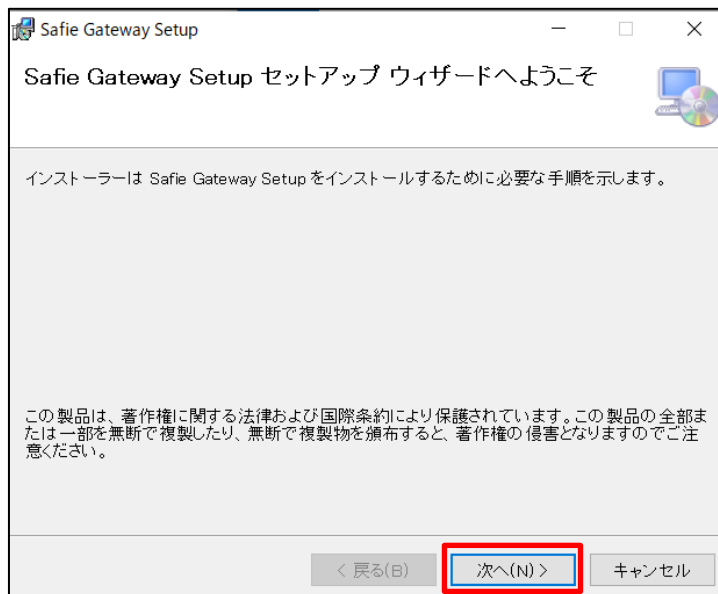 Safie Gateway Setup
Safie Gateway Setup セットアップ ウィザードへようこそ
インストーラーは Safie Gateway Setup をインストールするために必要な手順を示します。
この製品は、著作権に関する法律および国際条約により保護されています。この製品の全部ま
たは一部を無断で複製したり、無断で複製物を頒布すると、著作権の侵害となりますのでご注
意ください。
< 戻る(B)
次へ(N) >
キャンセル